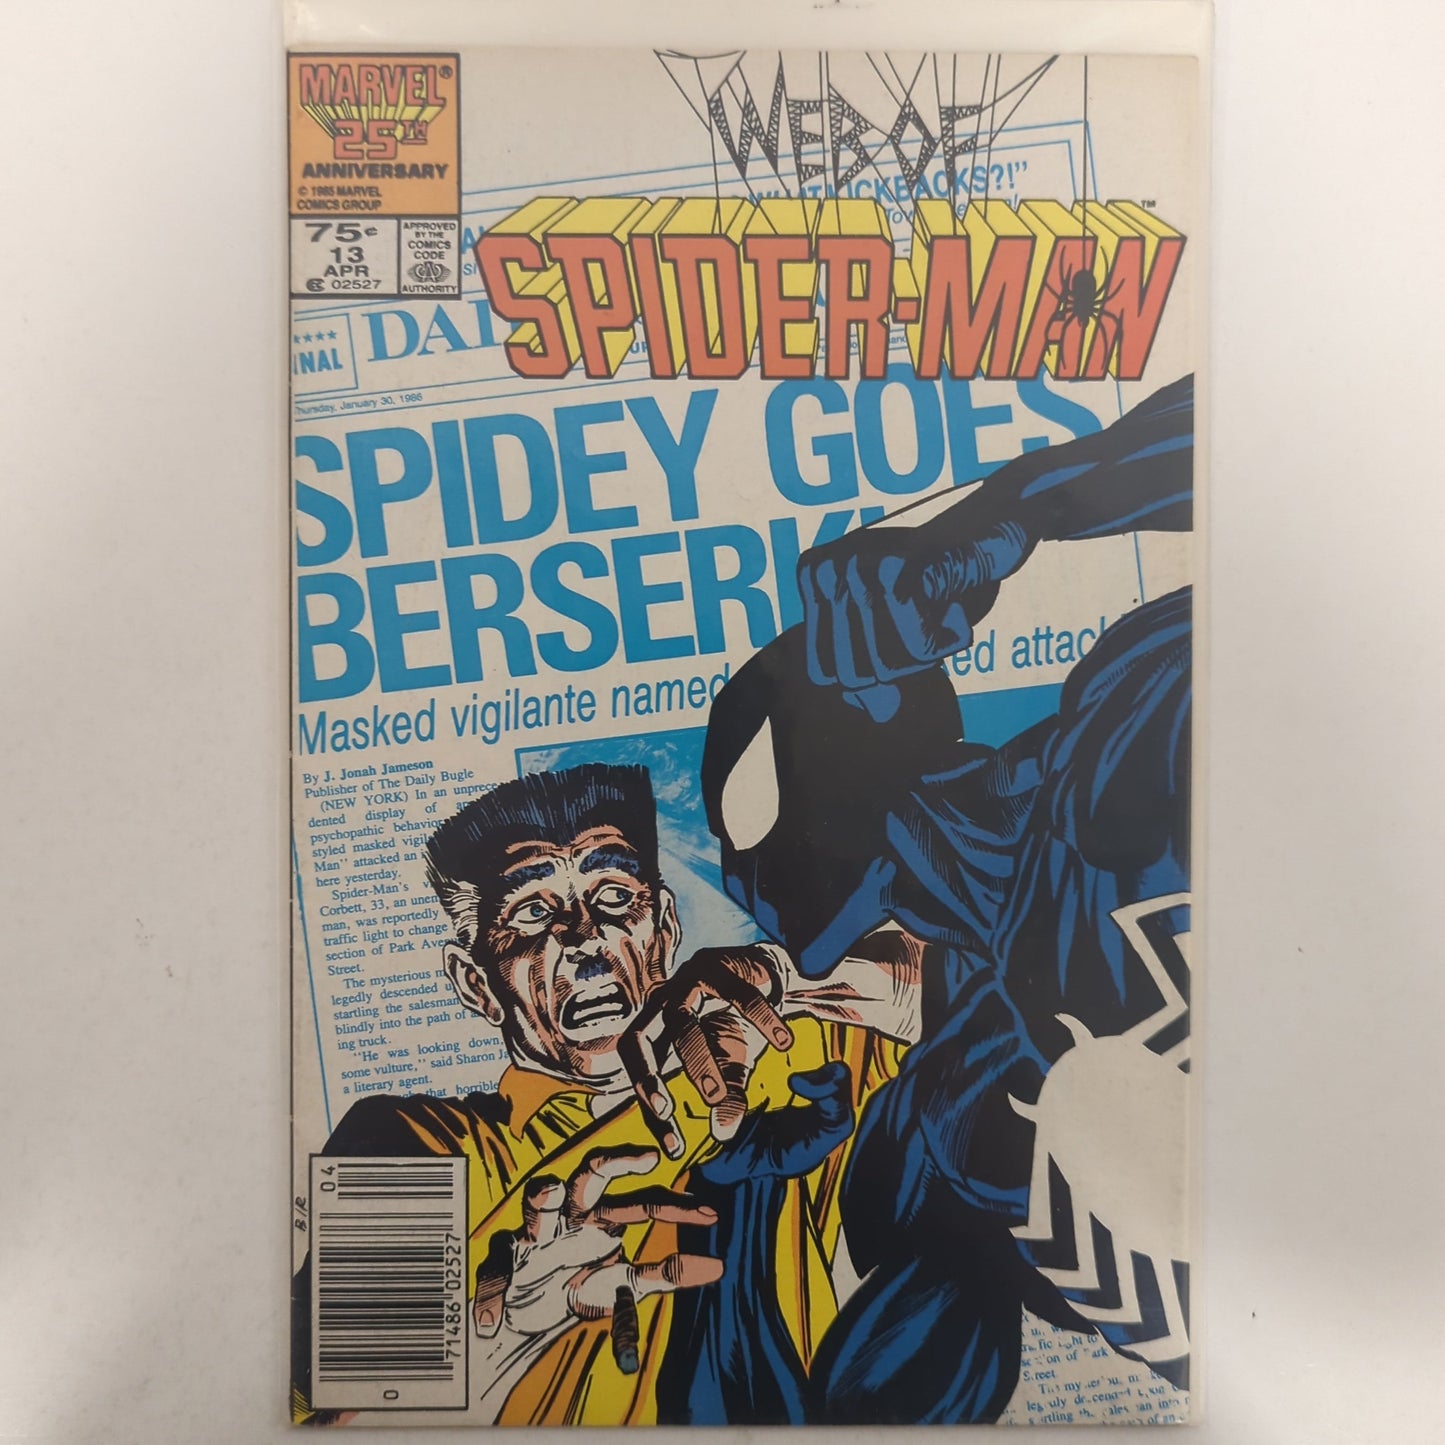 MARVEL®
25TH
ANNIVERSARY
© 1985 MARVEL
COMICS GROUP
75¢
13
APR
02527
APPROVED
BY THE
COMICS
CODE
AUTHORITY
WEB OF
SPIDER-MAN
TM
KICKBACKS?!"
★★★★
INAL
DAI
Thursday, January 30, 1986
SPIDEY GOES
BERSERK
Masked vigilante named
attack
By J. Jonah Jameson
Publisher of The Daily Bugle
(NEW YORK) In an unprece
dented display of
psychopathic behavior
styled masked vigil
Man" attacked an
here yesterday.
Spider-Man's
Corbett, 33, an unem
man, was reportedly
traffic light to change
section of Park Aven
Street.
The mysterious m
legedly descended u
startling the salesman
blindly into the path of
ing truck.
"He was looking down,
some vulture," said Sharon Ja
a literary agent.
that horrible
B/R
04
71486 02527
0
Street.